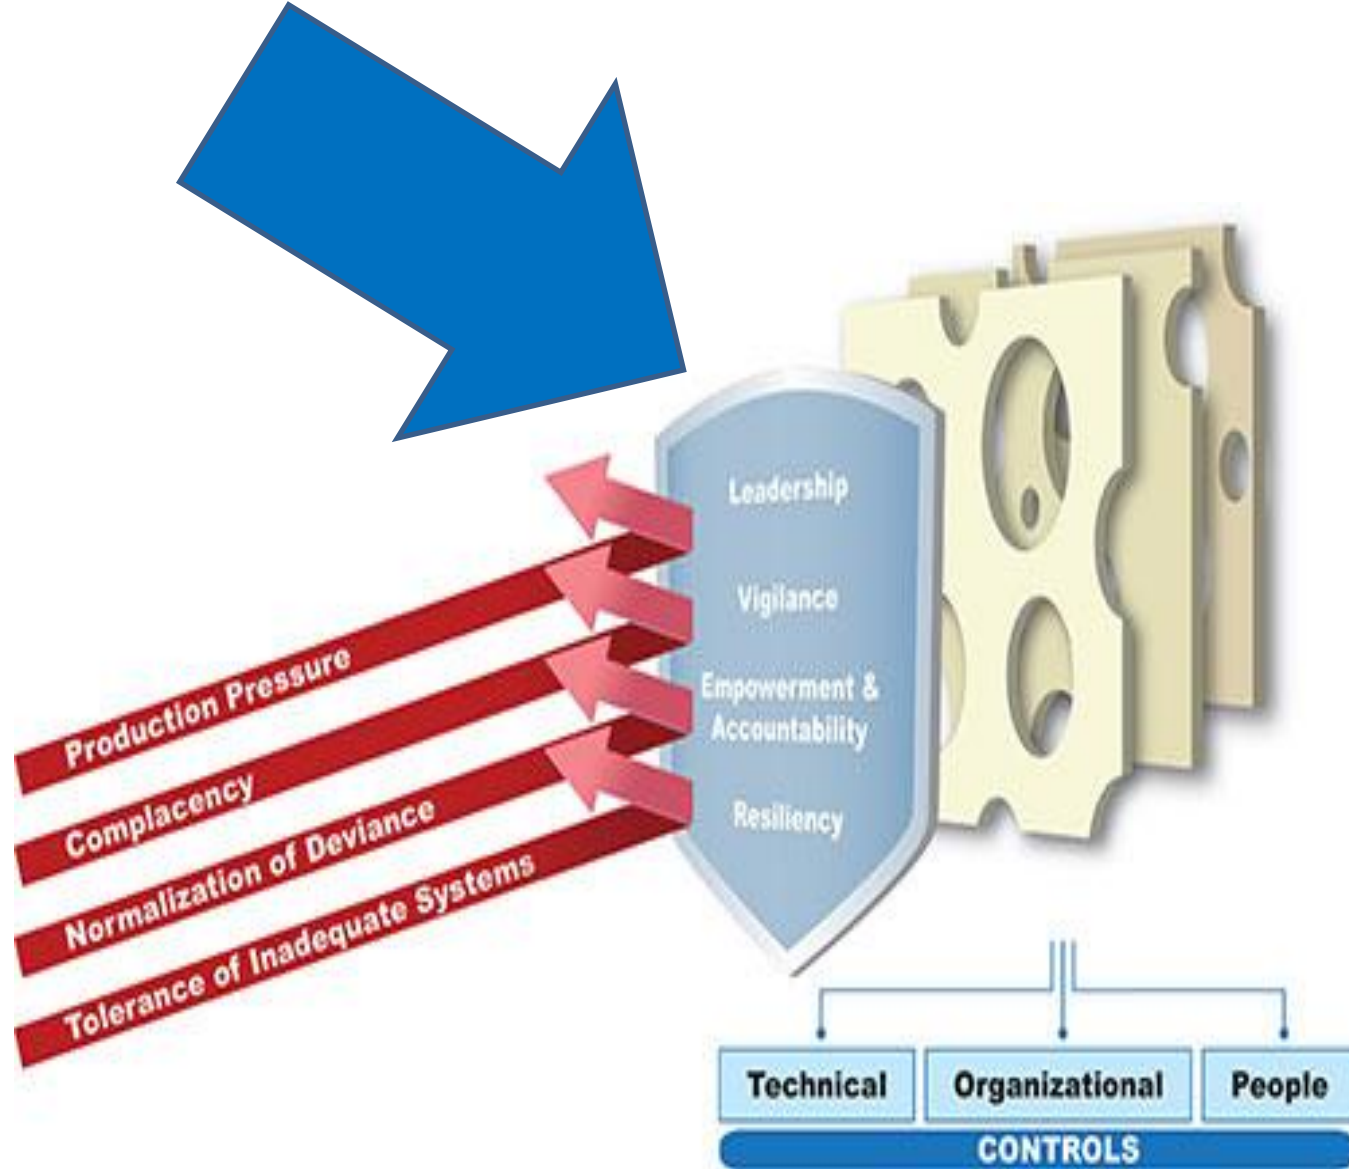 Leadership
Vigilance
Empowerment &
Accountability
Resiliency
Production Pressure
Complacency
Normalization of Deviance
Tolerance of Inadequate Systems
Technical
Organizational
People
CONTROLS